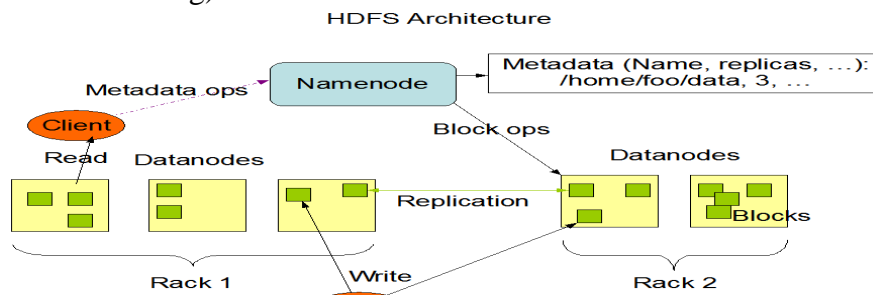 HDFS Architecture
Metadata (Name, replicas, ...):
/home/foo/data, 3, ...
Metadata ops
Namenode
Client
Block ops
Read
Datanodes
Datanodes
Replication
Blocks
Write
Rack 1
Rack 2